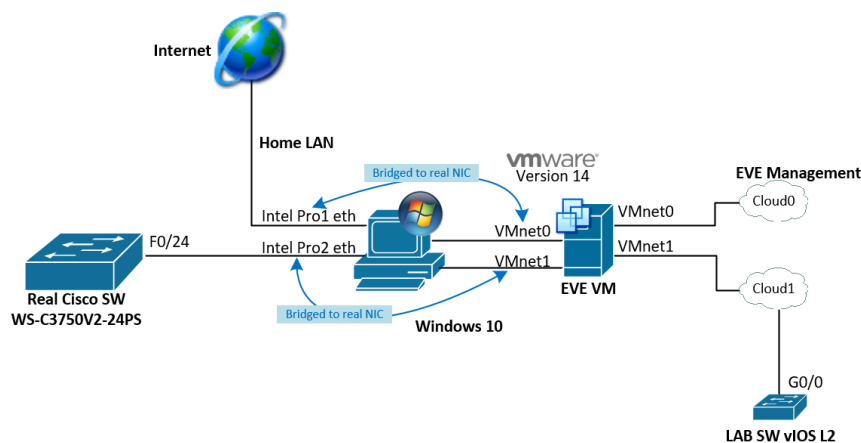 Internet
Home LAN
Bridged to real NIC
vmware®
Version 14
EVE Management
Cloud0
Intel Pro1 eth
VMnet0
VMnet0
F0/24
Intel Pro2 eth
VMnet1
VMnet1
Real Cisco SW
WS-C3750V2-24PS
EVE VM
Cloud1
Bridged to real NIC
Windows 10
G0/0
LAB SW vIOS L2